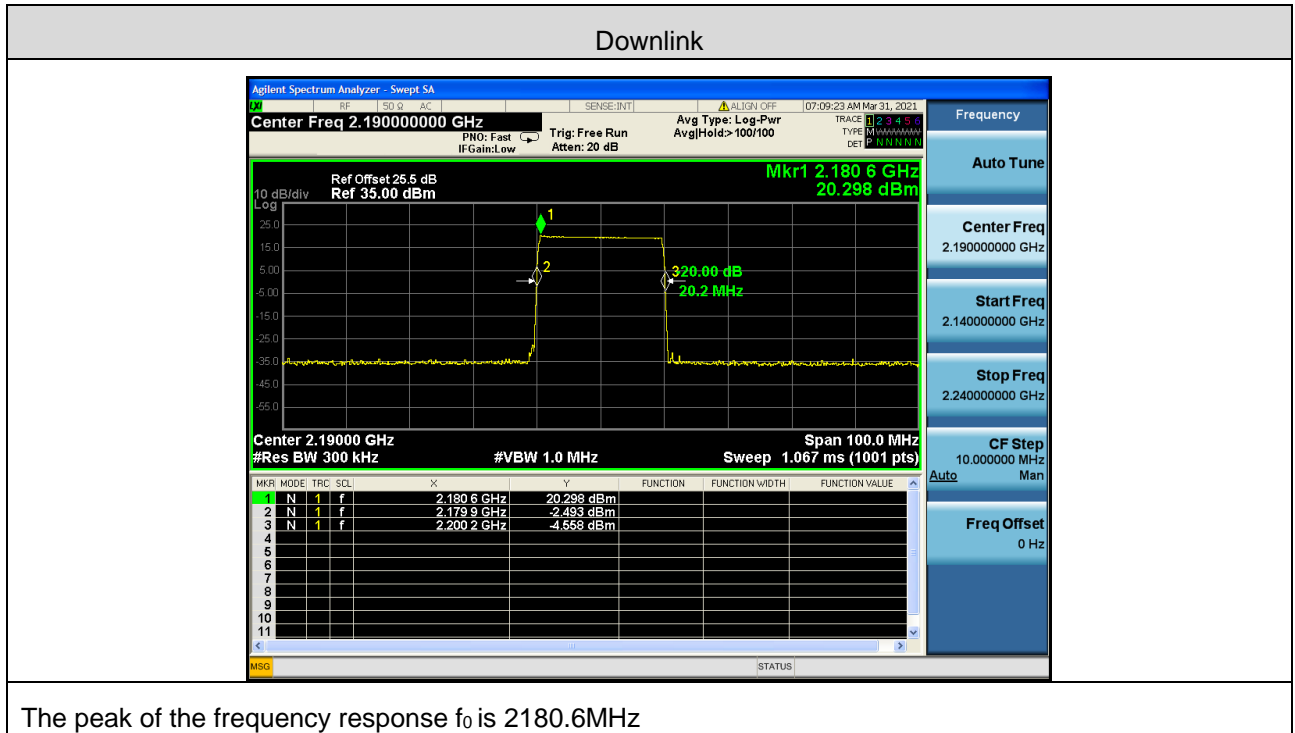 Downlink
Agilent Spectrum Analyzer - Swept SA
LXI RF 50 Ω AC SENSE:INT ALIGN OFF 07:09:23 AM Mar 31, 2021
Center Freq 2.190000000 GHz
PNO: Fast
IFGain:Low
Trig: Free Run
Atten: 20 dB
Avg Type: Log-Pwr
Avg|Hold:>100/100
TRACE 1 2 3 4 5 6
TYPE M WWWWW
DET P N N N N N
Frequency
Auto Tune
Center Freq
2.190000000 GHz
Start Freq
2.140000000 GHz
Stop Freq
2.240000000 GHz
CF Step
10.000000 MHz
Auto Man
Freq Offset
0 Hz
Mkr1 2.180 6 GHz
20.298 dBm
Ref Offset 25.5 dB
10 dB/div Ref 35.00 dBm
Log
25.0
15.0
5.00
-5.00
-15.0
-25.0
-35.0
-45.0
-55.0
1
2
3
20.00 dB
20.2 MHz
Center 2.19000 GHz Span 100.0 MHz
#Res BW 300 kHz #VBW 1.0 MHz Sweep 1.067 ms (1001 pts)
MKR MODE TRC SCL X Y FUNCTION FUNCTION WIDTH FUNCTION VALUE
1 N 1 f 2.180 6 GHz 20.298 dBm
2 N 1 f 2.179 9 GHz -2.493 dBm
3 N 1 f 2.200 2 GHz -4.558 dBm
4
5
6
7
8
9
10
11
MSG STATUS
The peak of the frequency response f0 is 2180.6MHz